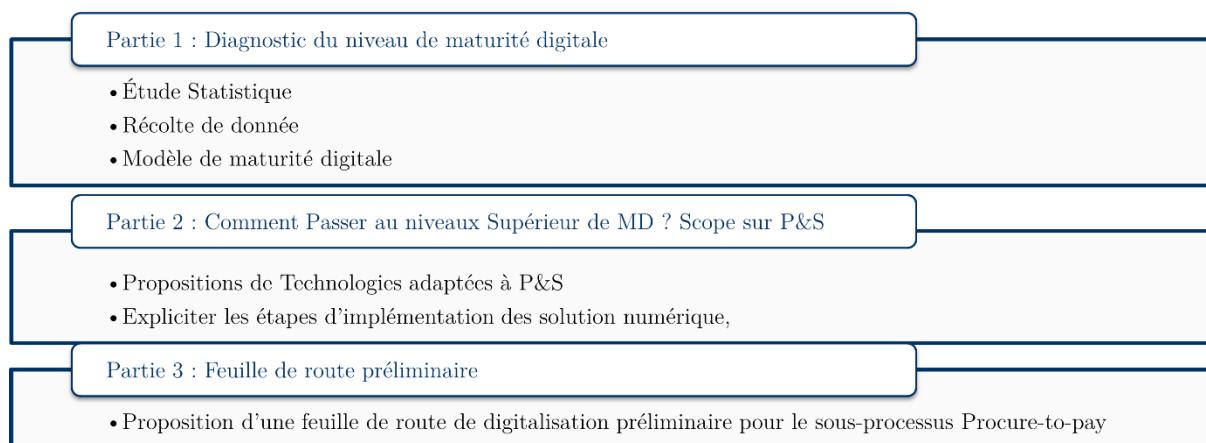 Partie 1 : Diagnostic du niveau de maturité digitale
• Étude Statistique
• Récolte de donnée
• Modèle de maturité digitale
Partie 2 : Comment Passer au niveaux Supérieur de MD ? Scope sur P&S
• Propositions de Technologies adaptées à P&S
• Expliciter les étapes d'implémentation des solution numérique,
Partie 3 : Feuille de route préliminaire
• Proposition d'une feuille de route de digitalisation préliminaire pour le sous-processus Procure-to-pay